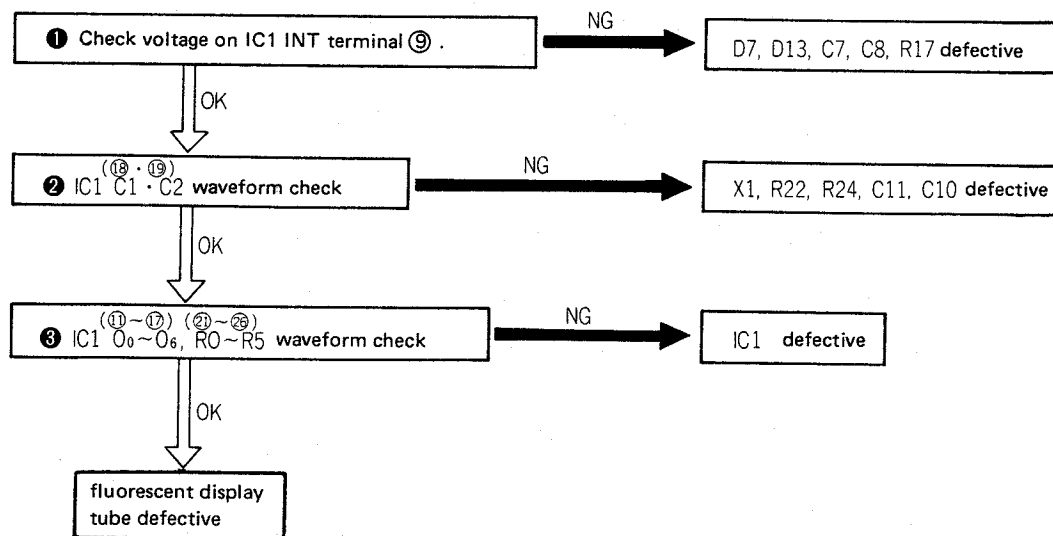 ❶ Check voltage on IC1 INT terminal ⑨ .
NG
D7, D13, C7, C8, R17 defective
OK
(⑱ · ⑲)
❷ IC1 C1 · C2 waveform check
NG
X1, R22, R24, C11, C10 defective
OK
(⑪~⑰) (㉑~㉖)
❸ IC1 O₀~O₆, R0~R5 waveform check
NG
IC1 defective
OK
fluorescent display
tube defective